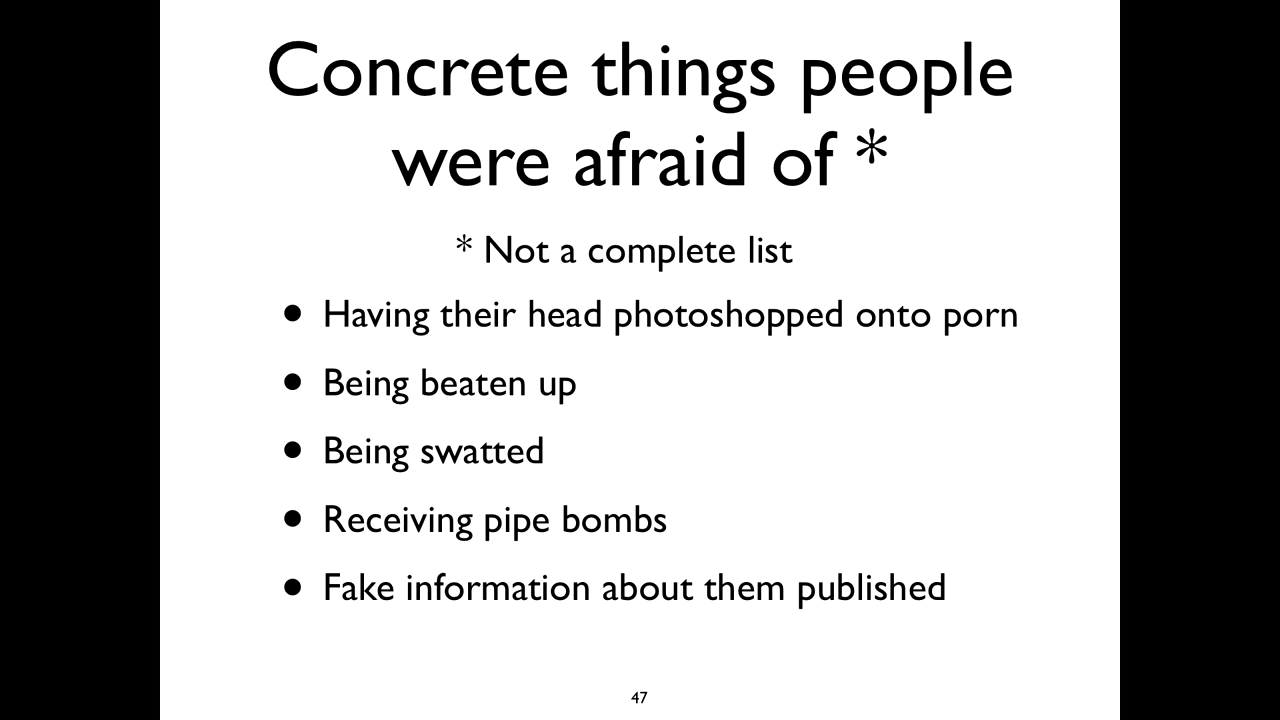 Concrete things people
were afraid of *
* Not a complete list
• Having their head photoshopped onto porn
• Being beaten up
• Being swatted
• Receiving pipe bombs
• Fake information about them published
47